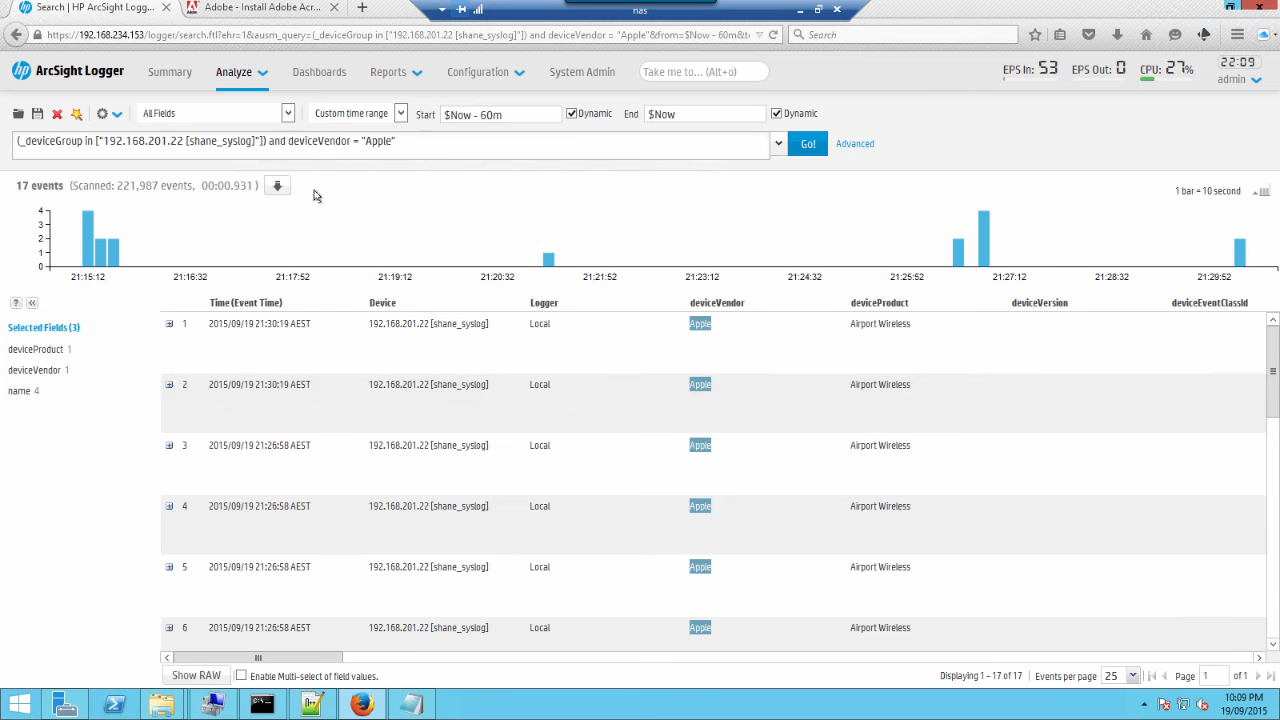 Search | HP ArcSight Logger ...
Adobe - Install Adobe Acr...
nas
https://192.168.234.153/logger/search.ftl?ehr=1&ausm_query=(_deviceGroup in ["192.168.201.22 [shane_syslog]"]) and deviceVendor = "Apple"&from=$Now - 60m&t
Search
hp ArcSight Logger
Summary
Analyze
Dashboards
Reports
Configuration
System Admin
Take me to... (Alt+o)
EPS In: 53
EPS Out: 0
CPU: 27%
22:09
admin
All Fields
Custom time range
Start
$Now - 60m
Dynamic
End
$Now
Dynamic
(_deviceGroup in ["192.168.201.22 [shane_syslog]"]) and deviceVendor = "Apple"
Go!
Advanced
17 events (Scanned: 221,987 events, 00:00.931 )
1 bar = 10 second
4
3
2
1
0
21:15:12 21:16:32 21:17:52 21:19:12 21:20:32 21:21:52 21:23:12 21:24:32 21:25:52 21:27:12 21:28:32 21:29:52
Selected Fields (3)
deviceProduct 1
deviceVendor 1
name 4
Time (Event Time) Device Logger deviceVendor deviceProduct deviceVersion deviceEventClassId
1 2015/09/19 21:30:19 AEST 192.168.201.22 [shane_syslog] Local Apple Airport Wireless
2 2015/09/19 21:30:19 AEST 192.168.201.22 [shane_syslog] Local Apple Airport Wireless
3 2015/09/19 21:26:58 AEST 192.168.201.22 [shane_syslog] Local Apple Airport Wireless
4 2015/09/19 21:26:58 AEST 192.168.201.22 [shane_syslog] Local Apple Airport Wireless
5 2015/09/19 21:26:58 AEST 192.168.201.22 [shane_syslog] Local Apple Airport Wireless
6 2015/09/19 21:26:58 AEST 192.168.201.22 [shane_syslog] Local Apple Airport Wireless
Show RAW
Enable Multi-select of field values.
Displaying 1 - 17 of 17
Events per page
25
Page
1
of 1
10:09 PM
19/09/2015